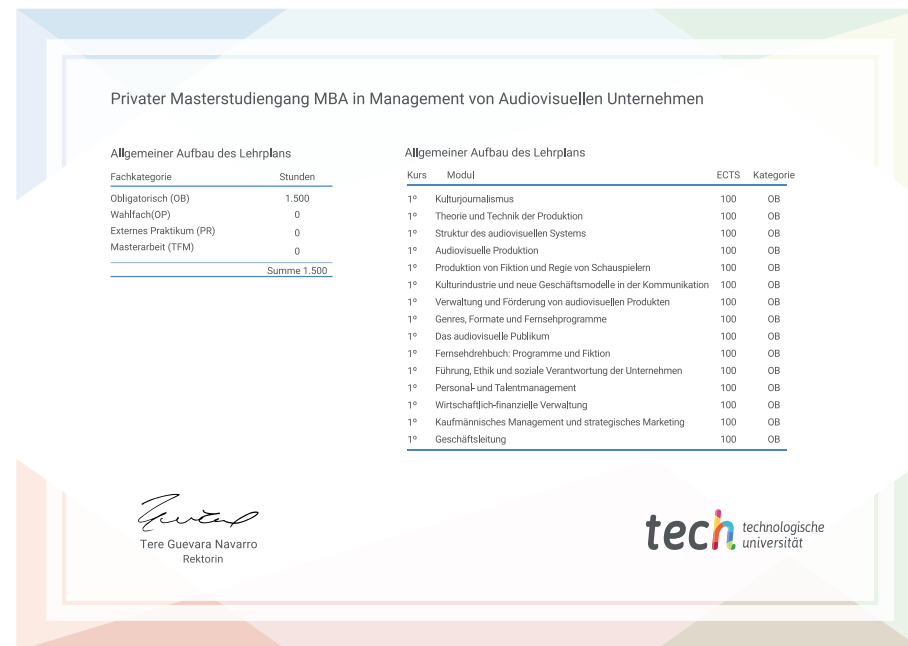 Privater Masterstudiengang MBA in Management von Audiovisuellen Unternehmen
Allgemeiner Aufbau des Lehrplans
Fachkategorie Stunden
Obligatorisch (OB) 1.500
Wahlfach(OP) 0
Externes Praktikum (PR) 0
Masterarbeit (TFM) 0
Summe 1.500
Allgemeiner Aufbau des Lehrplans
Kurs Modul ECTS Kategorie
1º Kulturjournalismus 100 OB
1º Theorie und Technik der Produktion 100 OB
1º Struktur des audiovisuellen Systems 100 OB
1º Audiovisuelle Produktion 100 OB
1º Produktion von Fiktion und Regie von Schauspielern 100 OB
1º Kulturindustrie und neue Geschäftsmodelle in der Kommunikation 100 OB
1º Verwaltung und Förderung von audiovisuellen Produkten 100 OB
1º Genres, Formate und Fernsehprogramme 100 OB
1º Das audiovisuelle Publikum 100 OB
1º Fernsehdrehbuch: Programme und Fiktion 100 OB
1º Führung, Ethik und soziale Verantwortung der Unternehmen 100 OB
1º Personal- und Talentmanagement 100 OB
1º Wirtschaftlich-finanzielle Verwaltung 100 OB
1º Kaufmännisches Management und strategisches Marketing 100 OB
1º Geschäftsleitung 100 OB
Tere Guevara Navarro
Rektorin
tech technologische
universität